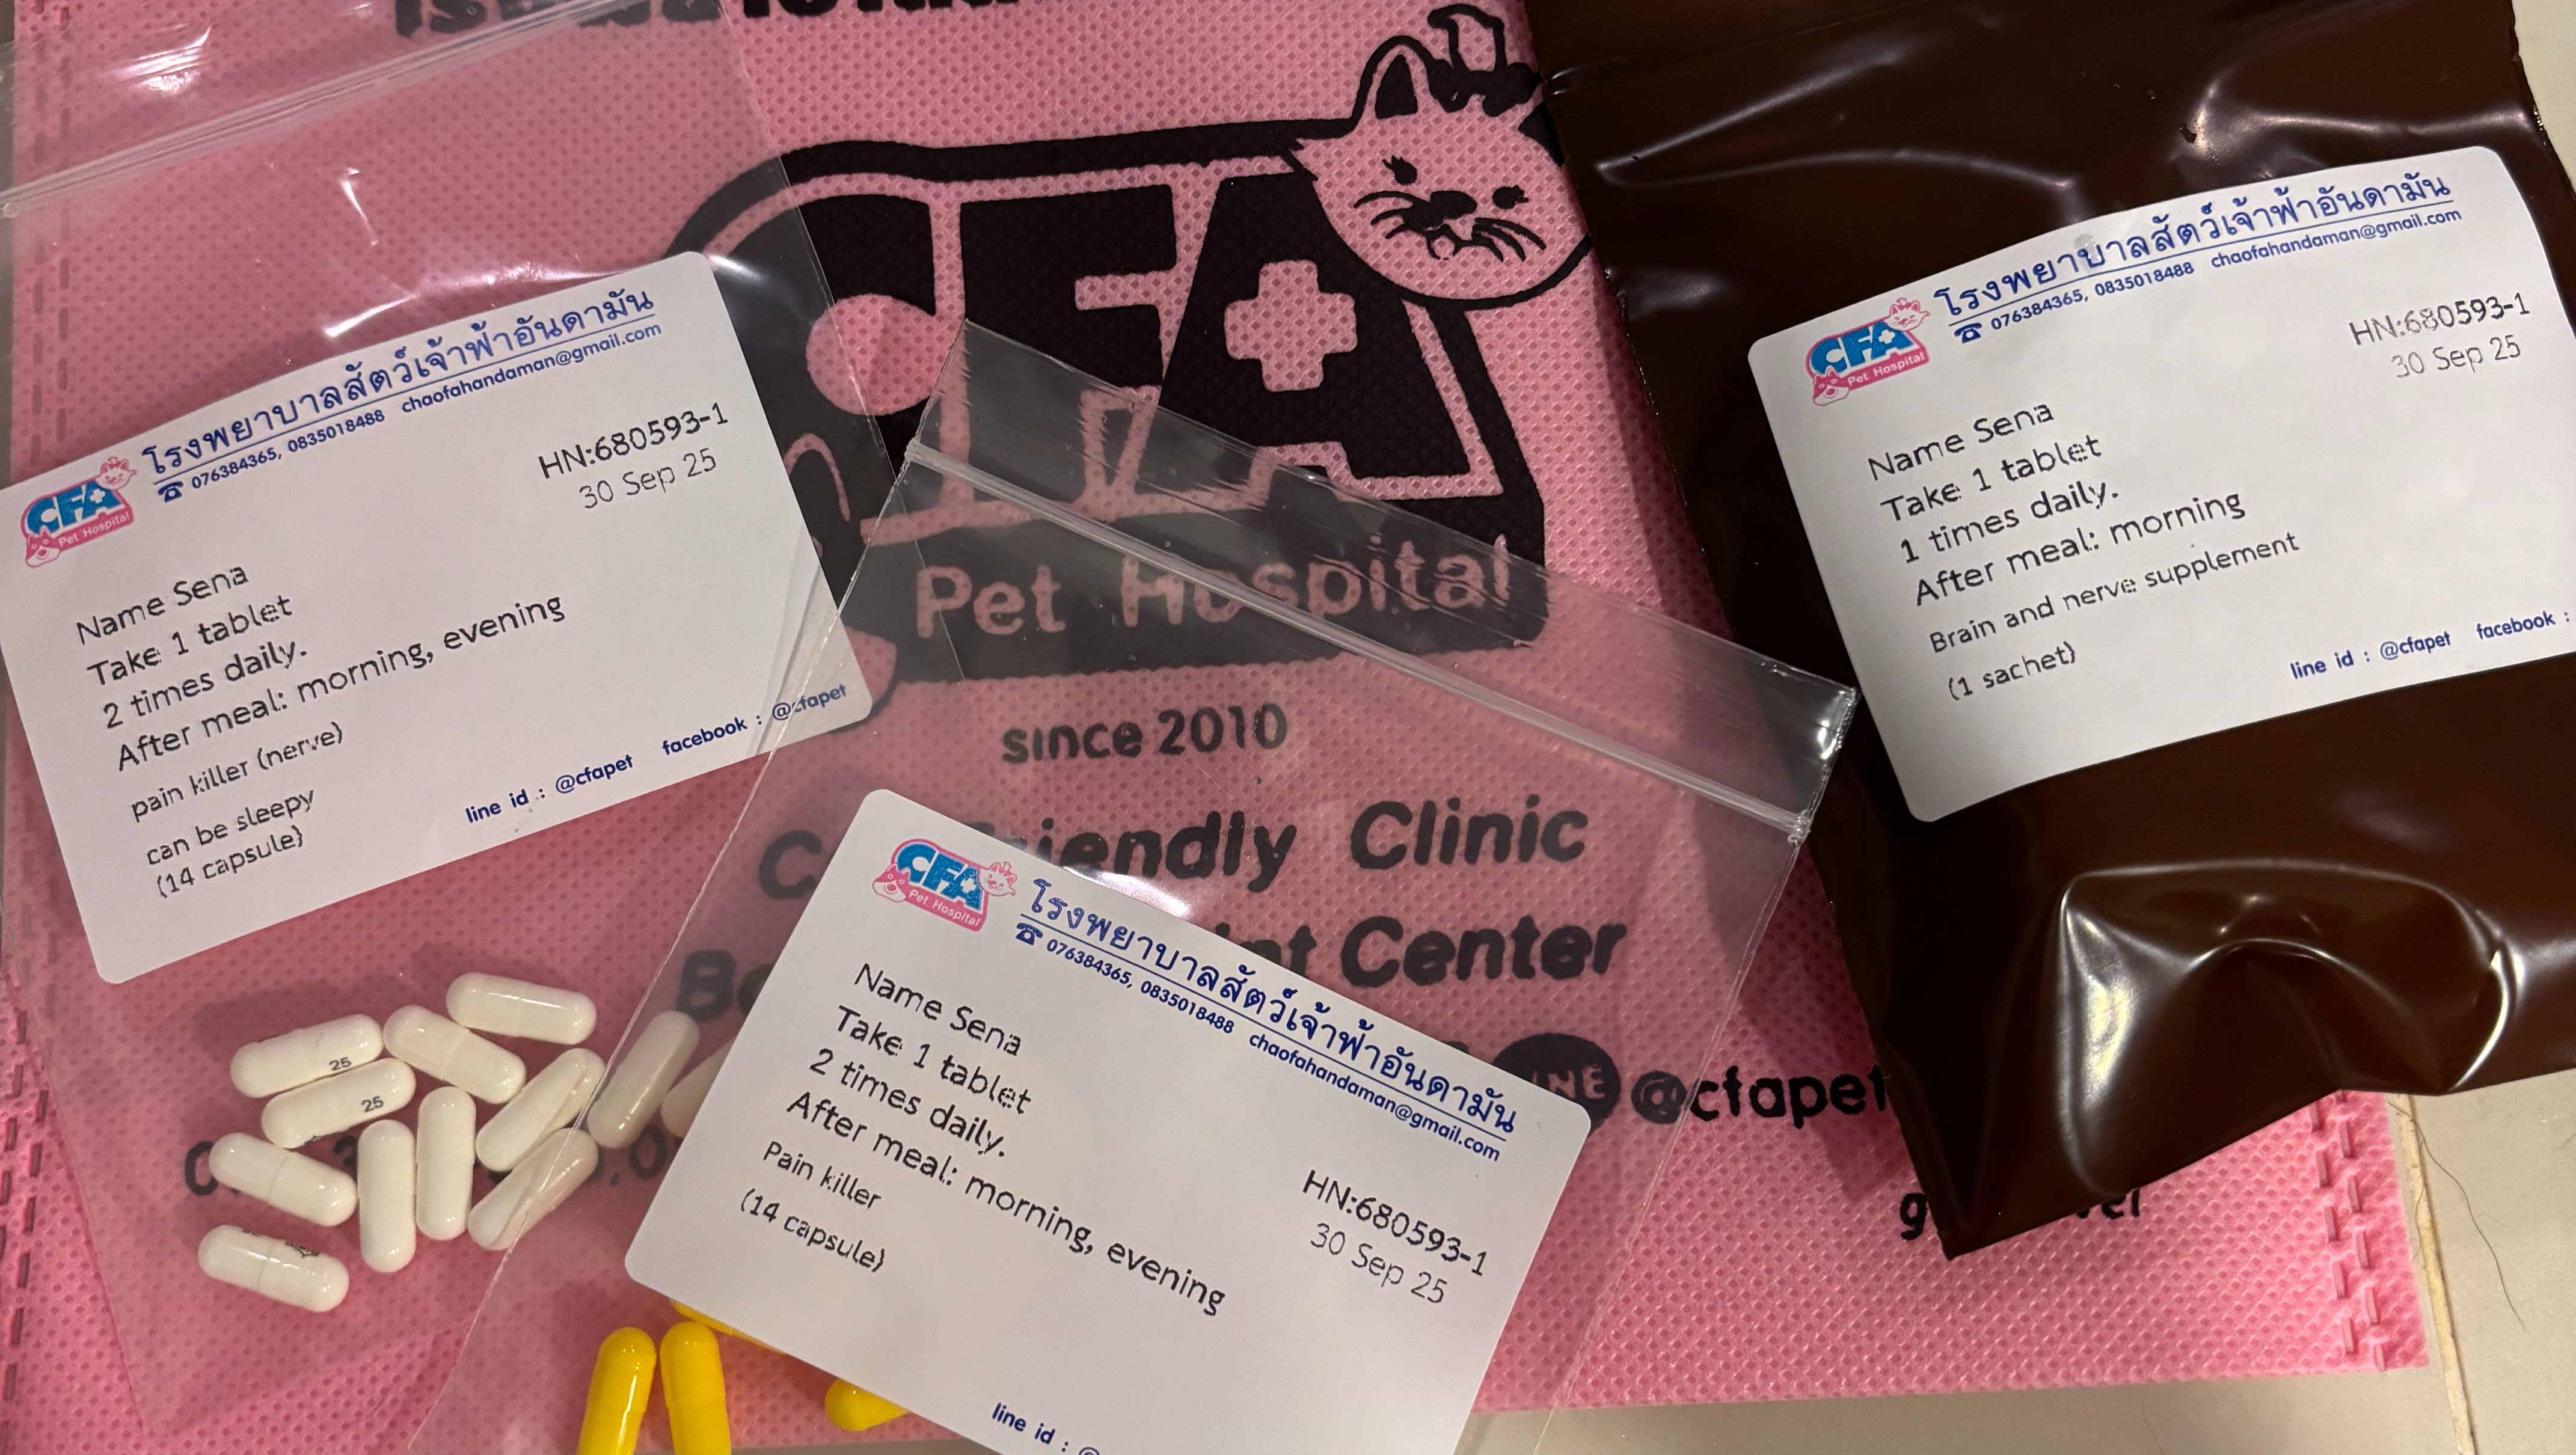 CFA
Pet Hospital
since 2010
Friendly Clinic
Center
@cfapet
CFA
Pet Hospital
โรงพยาบาลสัตว์เจ้าฟ้าอันดามัน
076384365, 0835018488 chaofahandaman@gmail.com
HN:680593-1
30 Sep 25
Name Sena
Take 1 tablet
2 times daily.
After meal: morning, evening
pain killer (nerve)
can be sleepy
(14 capsule)
line id : @cfapet facebook : @cfapet
25
25
CFA
Pet Hospital
โรงพยาบาลสัตว์เจ้าฟ้าอันดามัน
076384365, 0835018488 chaofahandaman@gmail.com
Name Sena
Take 1 tablet
2 times daily.
After meal: morning, evening
Pain killer
(14 capsule)
HN:680593-1
30 Sep 25
line id :
CFA
Pet Hospital
โรงพยาบาลสัตว์เจ้าฟ้าอันดามัน
076384365, 0835018488 chaofahandaman@gmail.com
HN:680593-1
30 Sep 25
Name Sena
Take 1 tablet
1 times daily.
After meal: morning
Brain and nerve supplement
(1 sachet)
line id : @cfapet facebook :